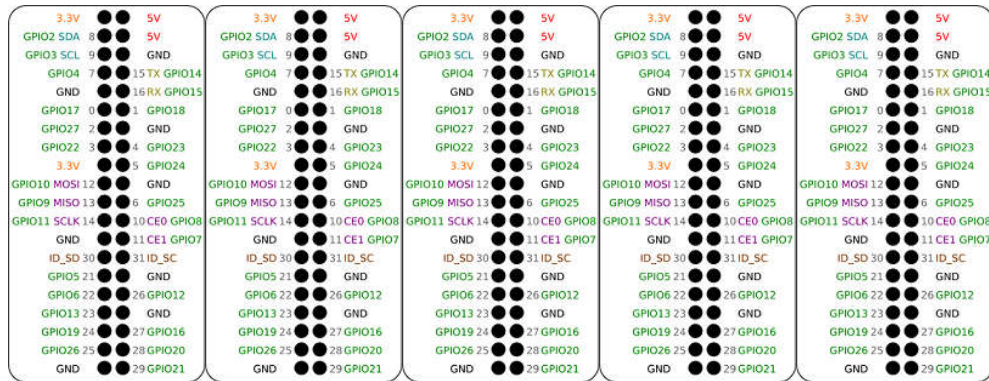 3.3V 5V
GPIO2 SDA 8 5V
GPIO3 SCL 9 GND
GPIO4 7 15 TX GPIO14
GND 16 RX GPIO15
GPIO17 0 1 GPIO18
GPIO27 2 GND
GPIO22 3 4 GPIO23
3.3V 5 GPIO24
GPIO10 MOSI 12 GND
GPIO9 MISO 13 6 GPIO25
GPIO11 SCLK 14 10 CE0 GPIO8
GND 11 CE1 GPIO7
ID_SD 30 31 ID_SC
GPIO5 21 GND
GPIO6 22 26 GPIO12
GPIO13 23 GND
GPIO19 24 27 GPIO16
GPIO26 25 28 GPIO20
GND 29 GPIO21
3.3V 5V
GPIO2 SDA 8 5V
GPIO3 SCL 9 GND
GPIO4 7 15 TX GPIO14
GND 16 RX GPIO15
GPIO17 0 1 GPIO18
GPIO27 2 GND
GPIO22 3 4 GPIO23
3.3V 5 GPIO24
GPIO10 MOSI 12 GND
GPIO9 MISO 13 6 GPIO25
GPIO11 SCLK 14 10 CE0 GPIO8
GND 11 CE1 GPIO7
ID_SD 30 31 ID_SC
GPIO5 21 GND
GPIO6 22 26 GPIO12
GPIO13 23 GND
GPIO19 24 27 GPIO16
GPIO26 25 28 GPIO20
GND 29 GPIO21
3.3V 5V
GPIO2 SDA 8 5V
GPIO3 SCL 9 GND
GPIO4 7 15 TX GPIO14
GND 16 RX GPIO15
GPIO17 0 1 GPIO18
GPIO27 2 GND
GPIO22 3 4 GPIO23
3.3V 5 GPIO24
GPIO10 MOSI 12 GND
GPIO9 MISO 13 6 GPIO25
GPIO11 SCLK 14 10 CE0 GPIO8
GND 11 CE1 GPIO7
ID_SD 30 31 ID_SC
GPIO5 21 GND
GPIO6 22 26 GPIO12
GPIO13 23 GND
GPIO19 24 27 GPIO16
GPIO26 25 28 GPIO20
GND 29 GPIO21
3.3V 5V
GPIO2 SDA 8 5V
GPIO3 SCL 9 GND
GPIO4 7 15 TX GPIO14
GND 16 RX GPIO15
GPIO17 0 1 GPIO18
GPIO27 2 GND
GPIO22 3 4 GPIO23
3.3V 5 GPIO24
GPIO10 MOSI 12 GND
GPIO9 MISO 13 6 GPIO25
GPIO11 SCLK 14 10 CE0 GPIO8
GND 11 CE1 GPIO7
ID_SD 30 31 ID_SC
GPIO5 21 GND
GPIO6 22 26 GPIO12
GPIO13 23 GND
GPIO19 24 27 GPIO16
GPIO26 25 28 GPIO20
GND 29 GPIO21
3.3V 5V
GPIO2 SDA 8 5V
GPIO3 SCL 9 GND
GPIO4 7 15 TX GPIO14
GND 16 RX GPIO15
GPIO17 0 1 GPIO18
GPIO27 2 GND
GPIO22 3 4 GPIO23
3.3V 5 GPIO24
GPIO10 MOSI 12 GND
GPIO9 MISO 13 6 GPIO25
GPIO11 SCLK 14 10 CE0 GPIO8
GND 11 CE1 GPIO7
ID_SD 30 31 ID_SC
GPIO5 21 GND
GPIO6 22 26 GPIO12
GPIO13 23 GND
GPIO19 24 27 GPIO16
GPIO26 25 28 GPIO20
GND 29 GPIO21